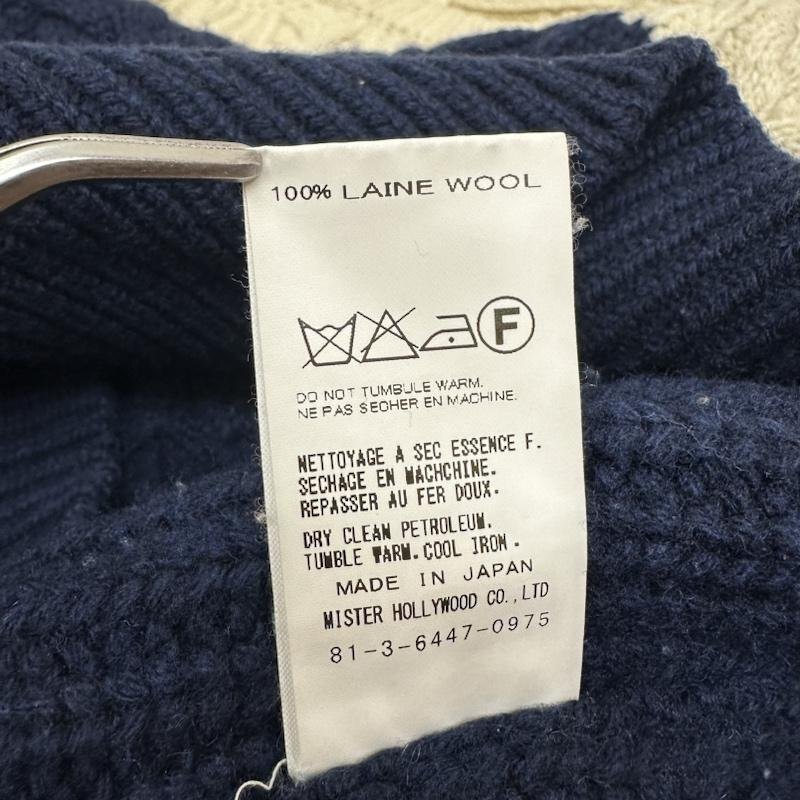 100% LAINE WOOL
F
DO NOT TUMBULE WARM.
NE PAS SECHER EN MACHINE.
NETTOYAGE A SEC ESSENCE F.
SECHAGE EN MACHCHINE.
REPASSER AU FER DOUX.
DRY CLEAN PETROLEUM.
TUMBLE WARM. COOL IRON.
MADE IN JAPAN
MISTER HOLLYWOOD CO.,LTD
81-3-6447-0975